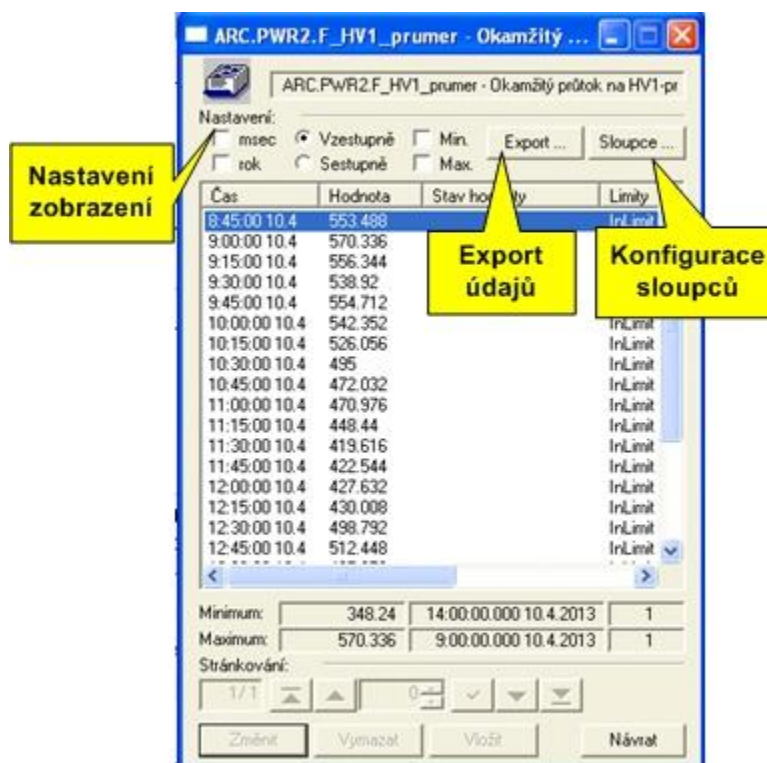 ARC.PWR2.F_HV1_prumer - Okamžitý ...
ARC.PWR2.F_HV1_prumer - Okamžitý průtok na HV1-pr
Nastavení:
msec Vzestupně Min. Export ... Sloupce ...
rok Sestupně Max.
Nastavení
zobrazení
Čas Hodnota Stav Limity
Export
údajů
Konfigurace
sloupců
8:45:00 10.4 553.488 InLimit
9:00:00 10.4 570.336
9:15:00 10.4 556.344
9:30:00 10.4 538.92
9:45:00 10.4 554.712
10:00:00 10.4 542.352 InLimit
10:15:00 10.4 526.056 InLimit
10:30:00 10.4 495 InLimit
10:45:00 10.4 472.032 InLimit
11:00:00 10.4 470.976 InLimit
11:15:00 10.4 448.44 InLimit
11:30:00 10.4 419.616 InLimit
11:45:00 10.4 422.544 InLimit
12:00:00 10.4 427.632 InLimit
12:15:00 10.4 430.008 InLimit
12:30:00 10.4 498.792 InLimit
12:45:00 10.4 512.448 InLimit
Minimum: 348.24 14:00:00.000 10.4.2013 1
Maximum: 570.336 9:00:00.000 10.4.2013 1
Stránkování:
1/1 0
Změnit Vymazat Vložit Návrat